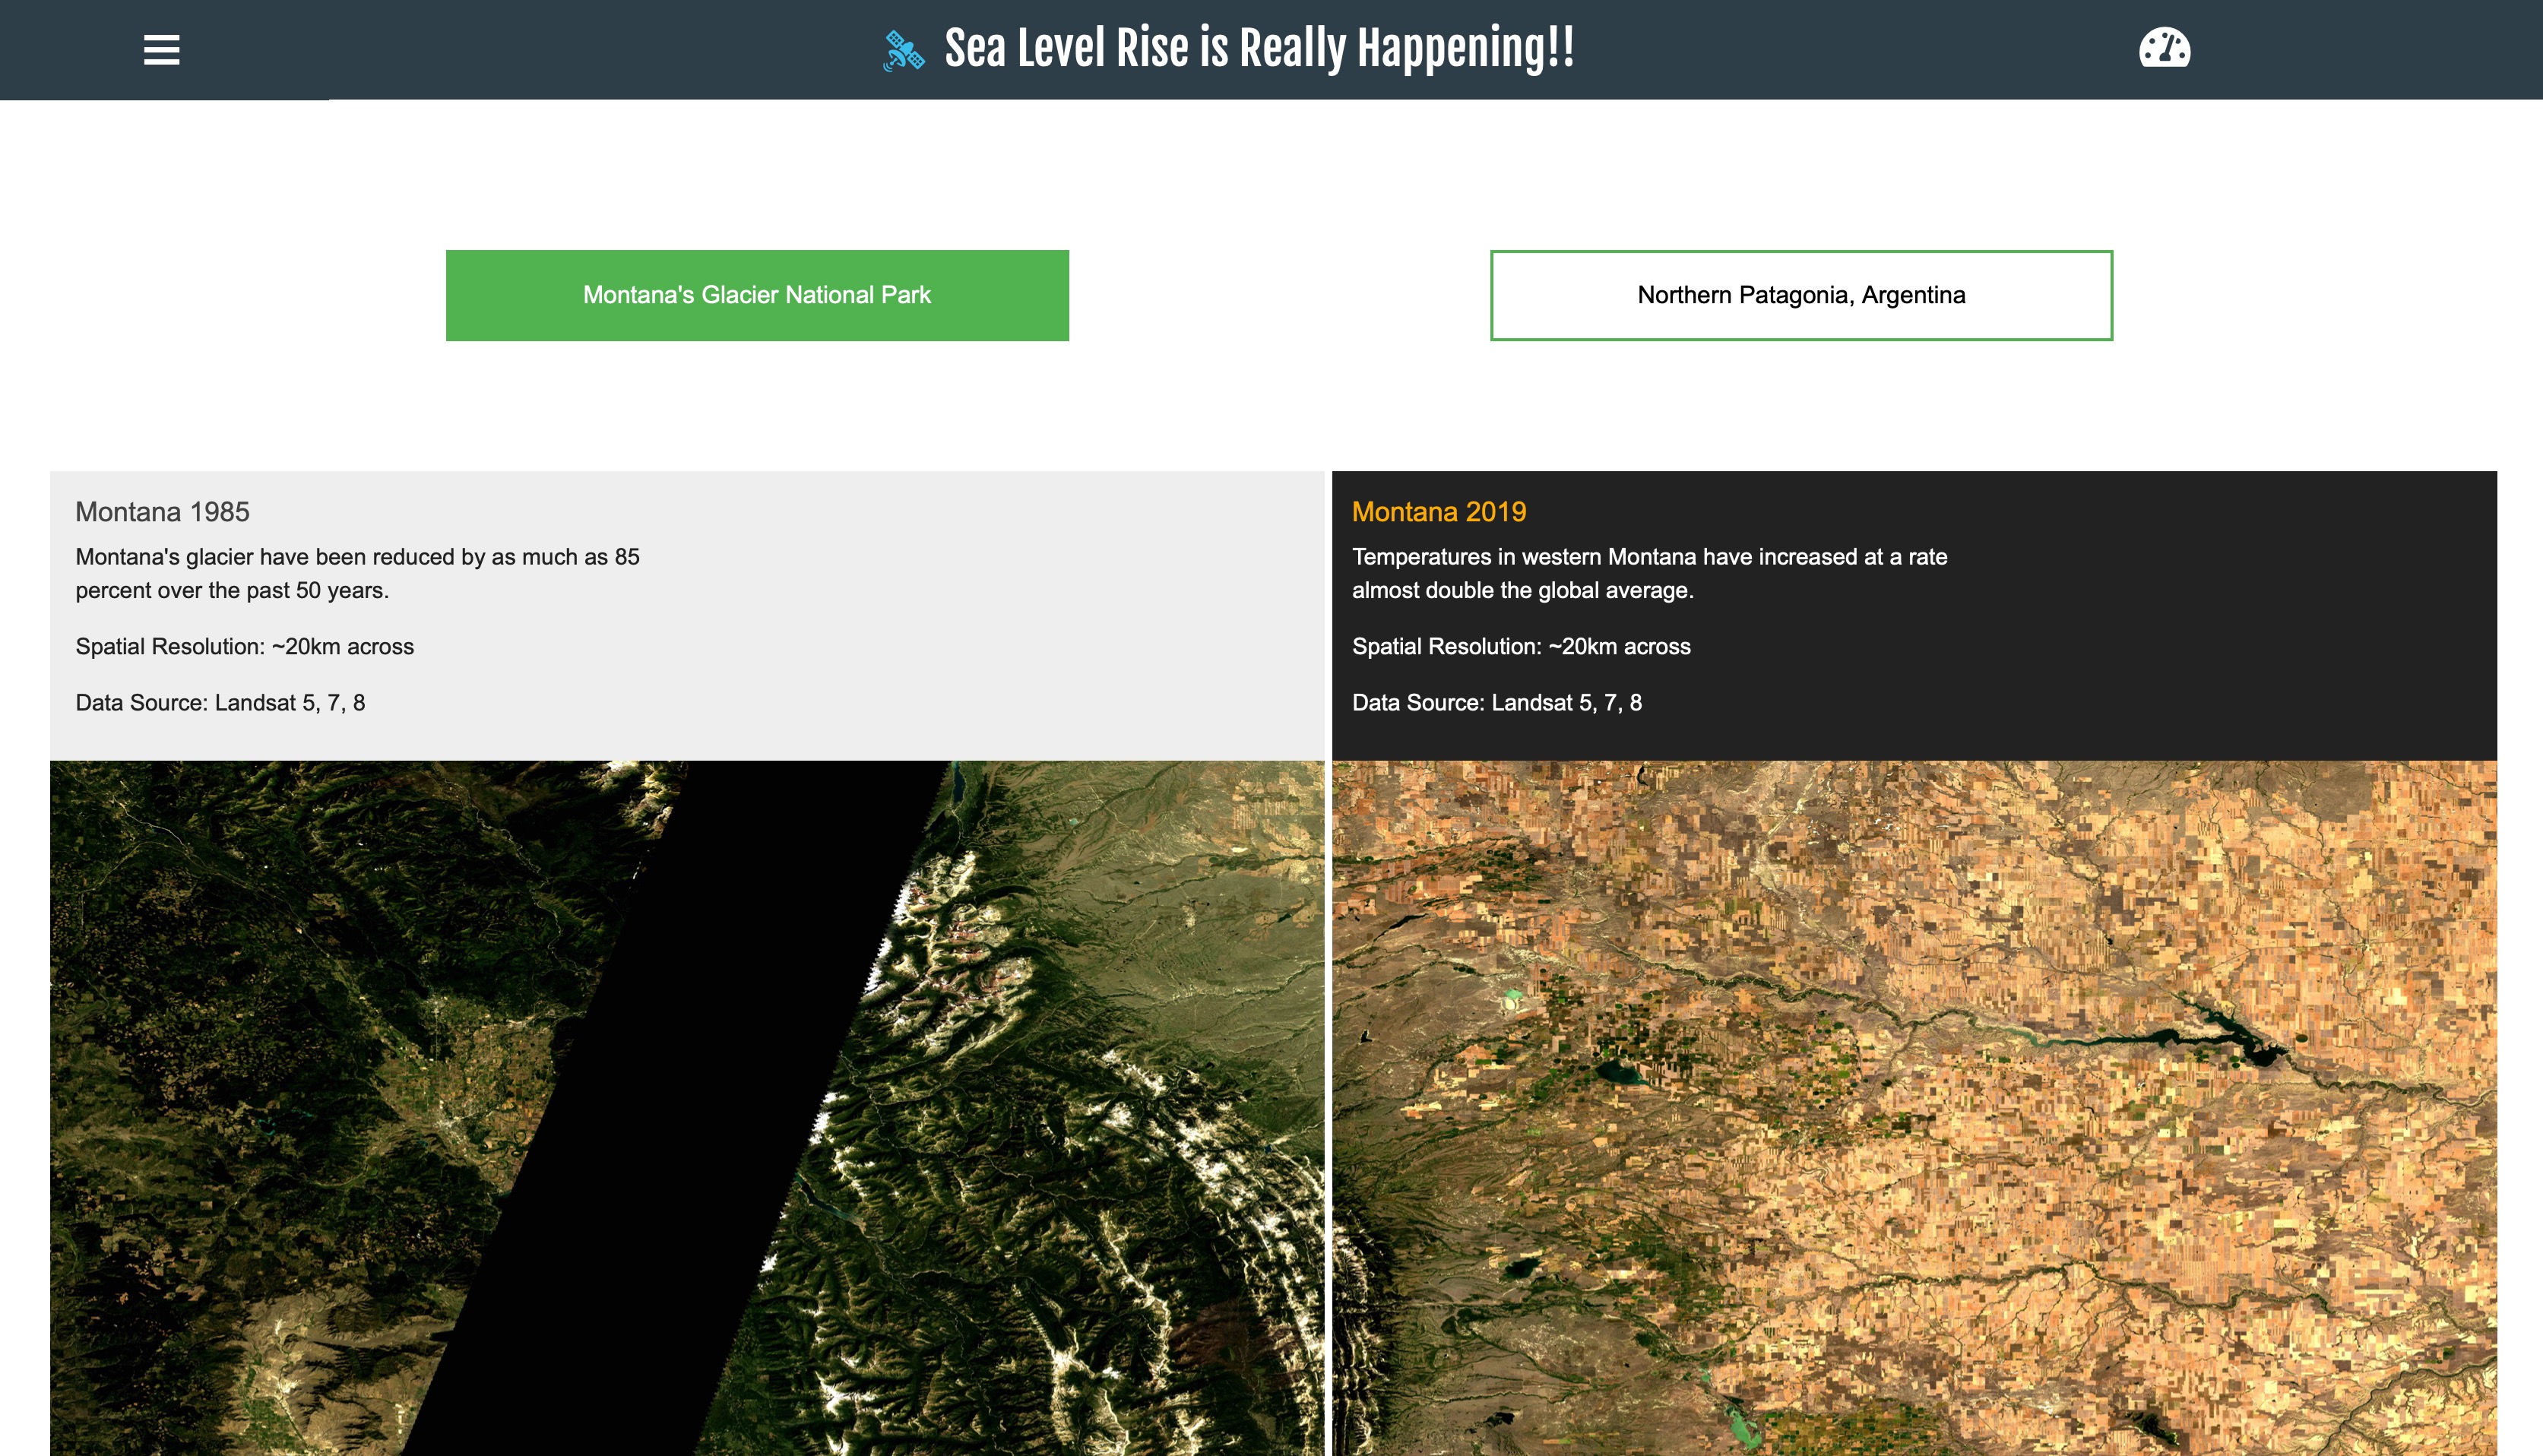 Sea Level Rise is Really Happening!!
Montana's Glacier National Park
Northern Patagonia, Argentina
Montana 1985
Montana's glacier have been reduced by as much as 85
percent over the past 50 years.
Spatial Resolution: ~20km across
Data Source: Landsat 5, 7, 8
Montana 2019
Temperatures in western Montana have increased at a rate
almost double the global average.
Spatial Resolution: ~20km across
Data Source: Landsat 5, 7, 8